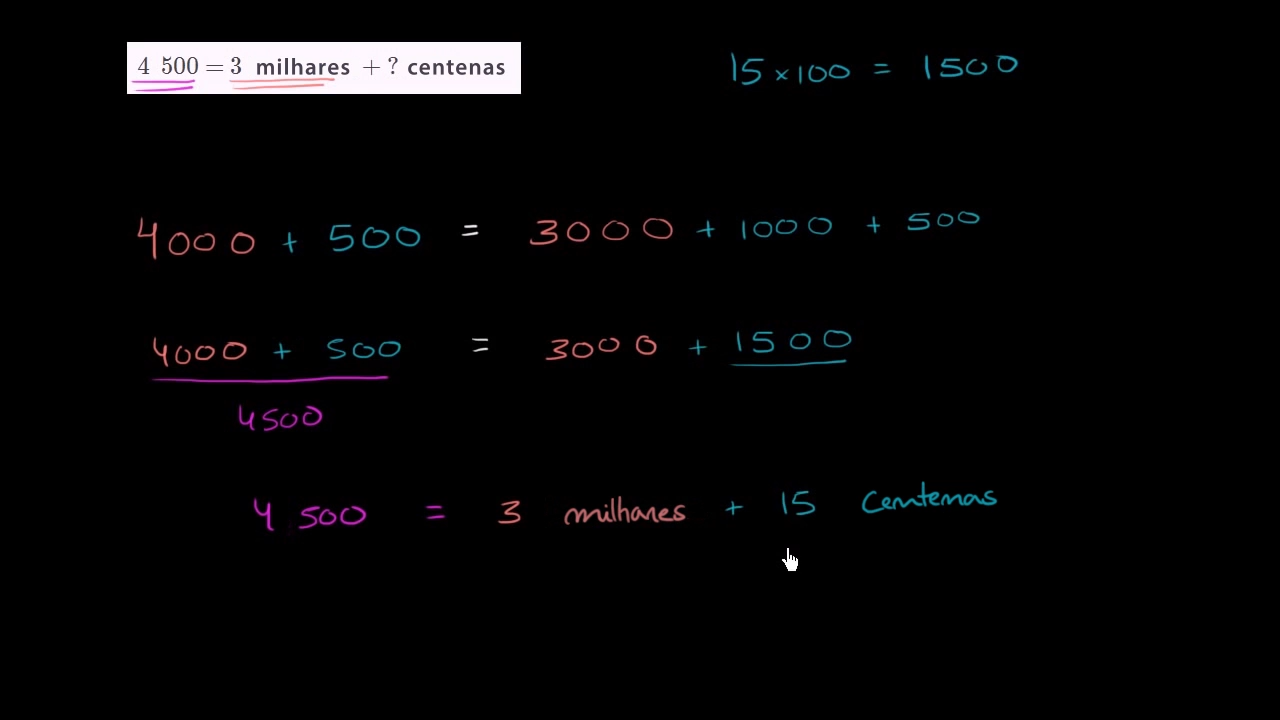 4 500 = 3 milhares + ? centenas
15 × 100 = 1500
4000 + 500 = 3000 + 1000 + 500
4000 + 500 = 3000 + 1500
4500
4 500 = 3 milhares + 15 centenas